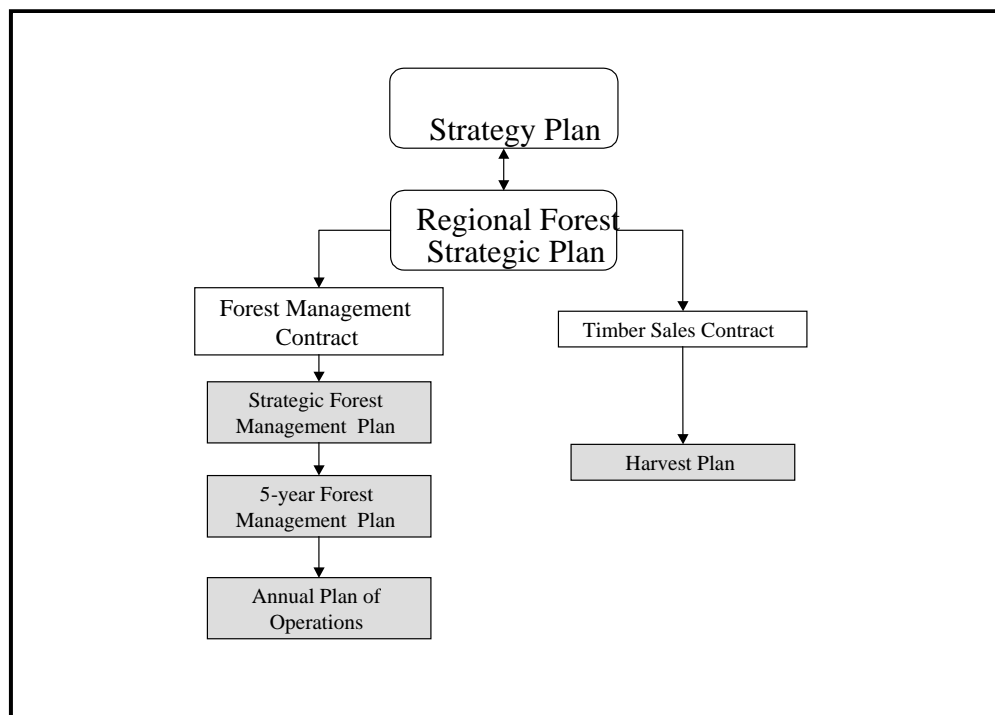 Strategy Plan
Regional Forest
Strategic Plan
Forest Management
Contract
Timber Sales Contract
Strategic Forest
Management Plan
Harvest Plan
5-year Forest
Management Plan
Annual Plan of
Operations